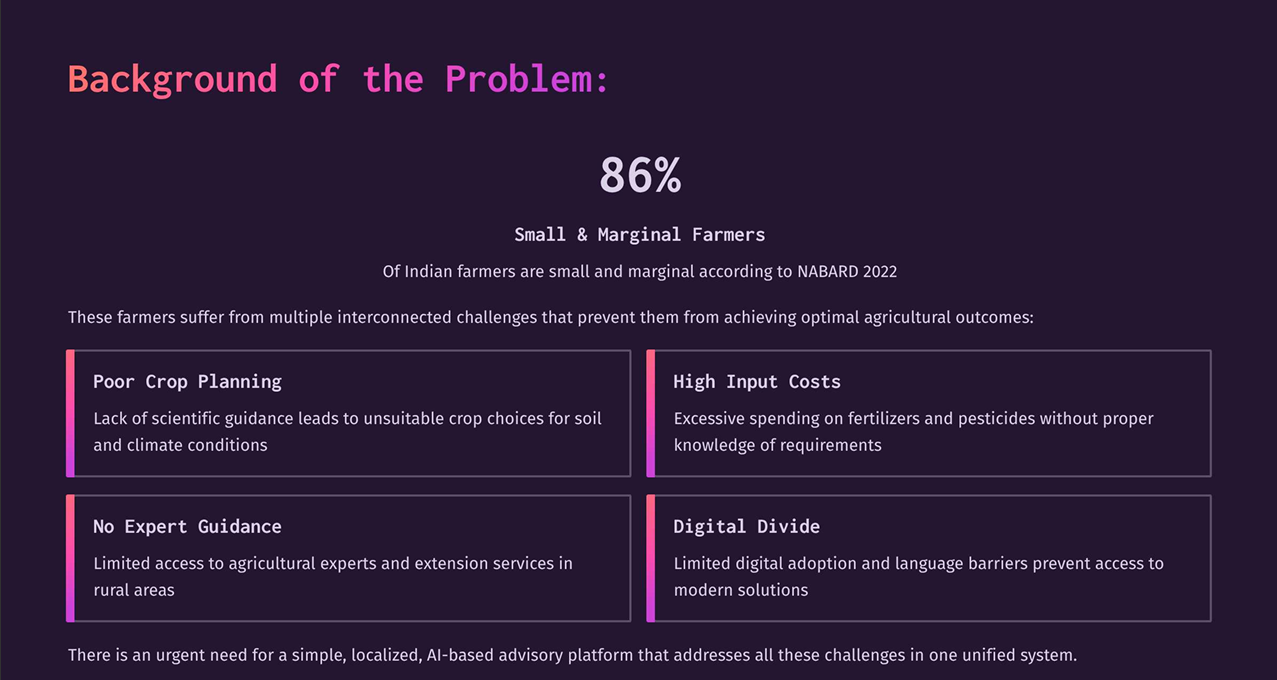 Background of the Problem:
86%
Small & Marginal Farmers
Of Indian farmers are small and marginal according to NABARD 2022
These farmers suffer from multiple interconnected challenges that prevent them from achieving optimal agricultural outcomes:
Poor Crop Planning
Lack of scientific guidance leads to unsuitable crop choices for soil
and climate conditions
High Input Costs
Excessive spending on fertilizers and pesticides without proper
knowledge of requirements
No Expert Guidance
Limited access to agricultural experts and extension services in
rural areas
Digital Divide
Limited digital adoption and language barriers prevent access to
modern solutions
There is an urgent need for a simple, localized, AI-based advisory platform that addresses all these challenges in one unified system.